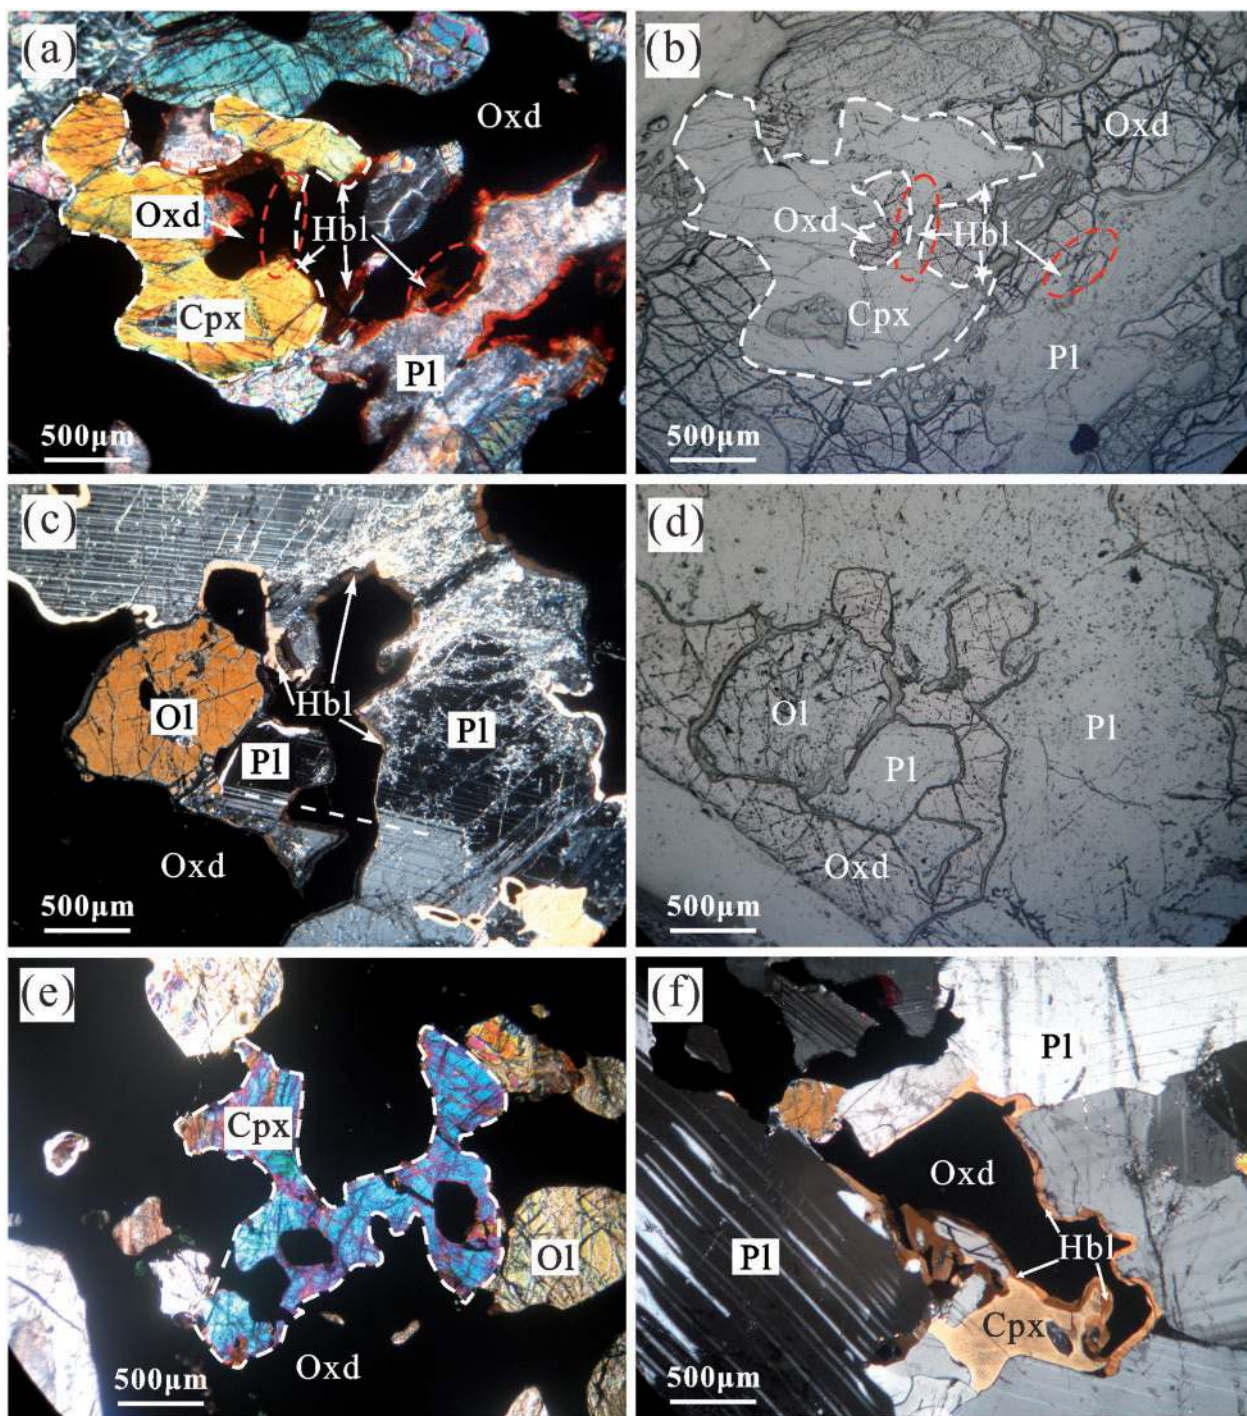 (a)
Oxd
Oxd
Hbl
Cpx
Pl
500μm
(b)
Oxd
Oxd
Hbl
Cpx
Pl
500μm
(c)
Ol
Hbl
Pl
Pl
Oxd
500μm
(d)
Ol
Pl
Pl
Oxd
500μm
(e)
Cpx
Ol
Oxd
500μm
(f)
Pl
Oxd
Pl
Hbl
Cpx
500μm